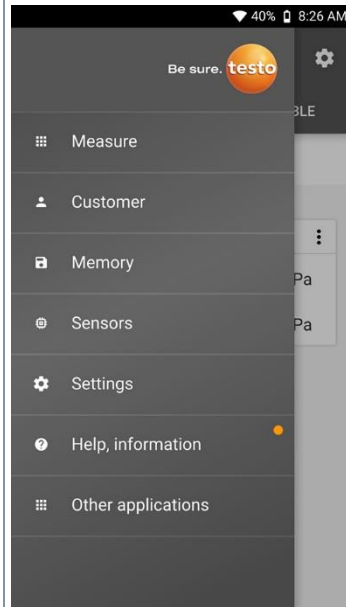 40% 8:26 AM
Be sure. testo
BLE
Measure
Customer
Memory
Pa
Sensors
Pa
Settings
Help, information
Other applications